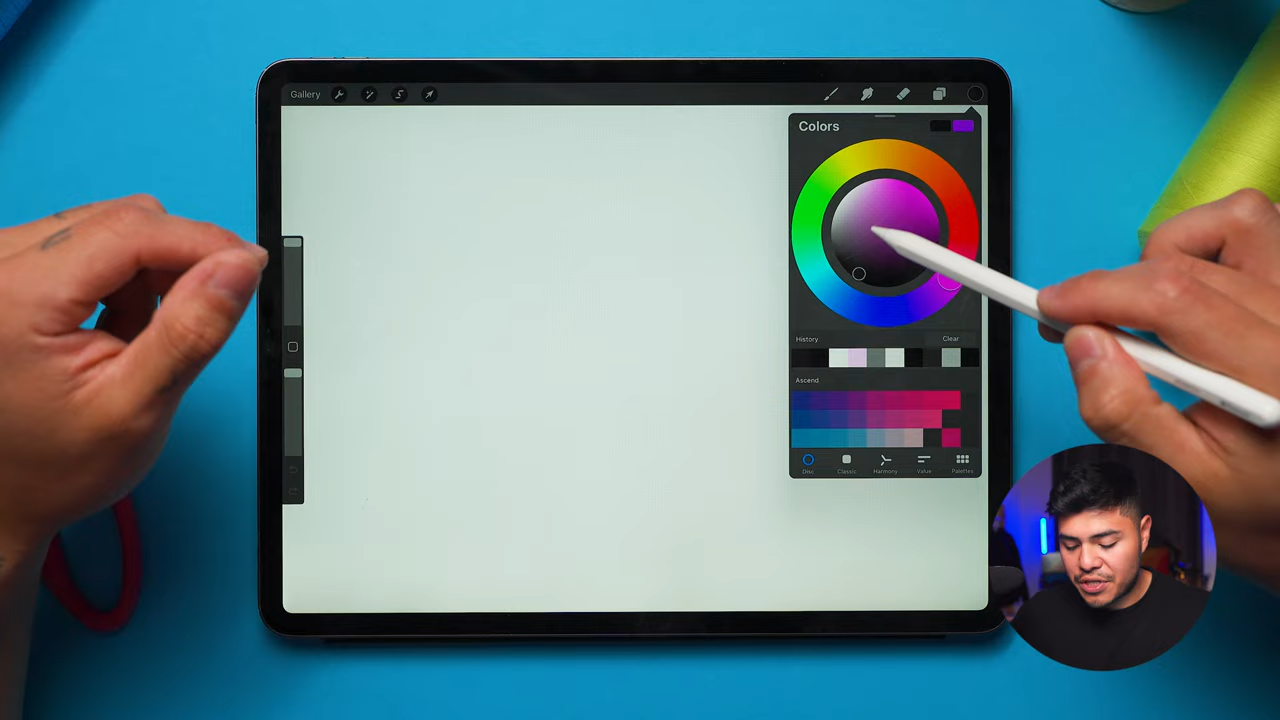 Gallery
Colors
History Clear
Ascend
Disc Classic Harmony Value Palettes